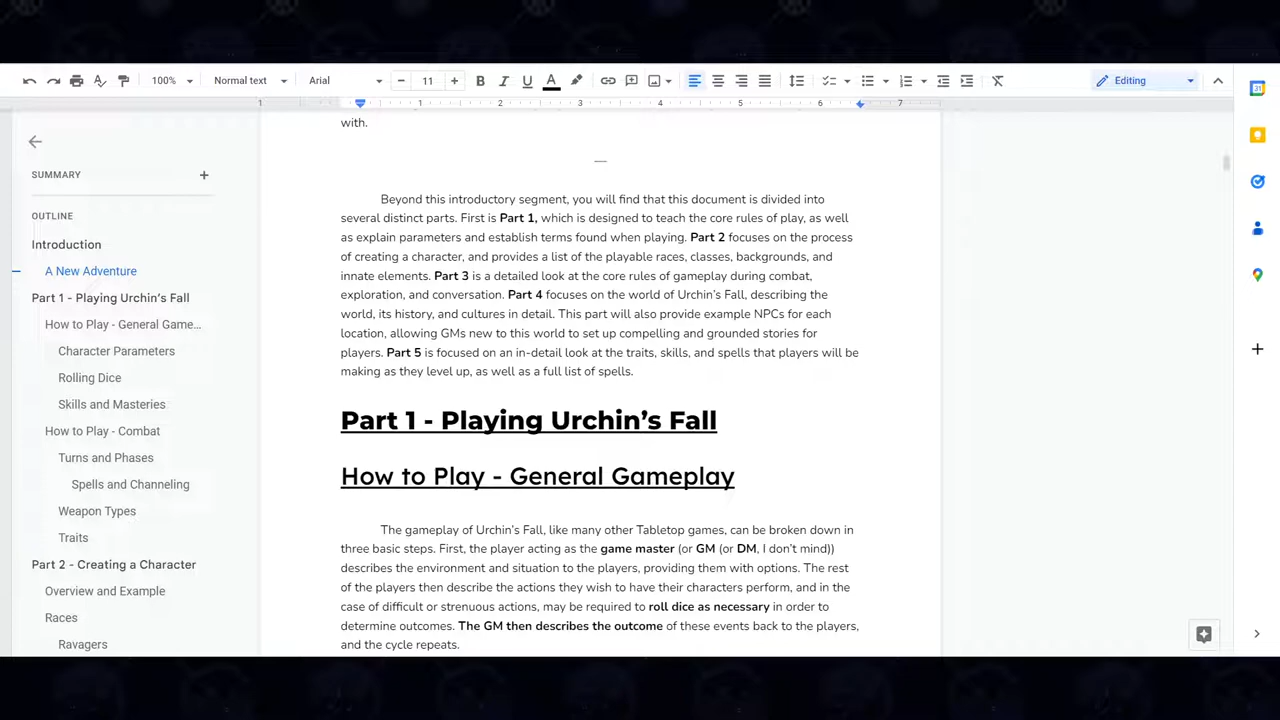 100%
Normal text
Arial
11
Editing
1 1 2 3 4 5 6 7
SUMMARY
OUTLINE
Introduction
A New Adventure
Part 1 - Playing Urchin's Fall
How to Play - General Game...
Character Parameters
Rolling Dice
Skills and Masteries
How to Play - Combat
Turns and Phases
Spells and Channeling
Weapon Types
Traits
Part 2 - Creating a Character
Overview and Example
Races
Ravagers
with.
Beyond this introductory segment, you will find that this document is divided into
several distinct parts. First is Part 1, which is designed to teach the core rules of play, as well
as explain parameters and establish terms found when playing. Part 2 focuses on the process
of creating a character, and provides a list of the playable races, classes, backgrounds, and
innate elements. Part 3 is a detailed look at the core rules of gameplay during combat,
exploration, and conversation. Part 4 focuses on the world of Urchin's Fall, describing the
world, its history, and cultures in detail. This part will also provide example NPCs for each
location, allowing GMs new to this world to set up compelling and grounded stories for
players. Part 5 is focused on an in-detail look at the traits, skills, and spells that players will be
making as they level up, as well as a full list of spells.
Part 1 - Playing Urchin's Fall
How to Play - General Gameplay
The gameplay of Urchin's Fall, like many other Tabletop games, can be broken down in
three basic steps. First, the player acting as the game master (or GM (or DM, I don't mind))
describes the environment and situation to the players, providing them with options. The rest
of the players then describe the actions they wish to have their characters perform, and in the
case of difficult or strenuous actions, may be required to roll dice as necessary in order to
determine outcomes. The GM then describes the outcome of these events back to the players,
and the cycle repeats.